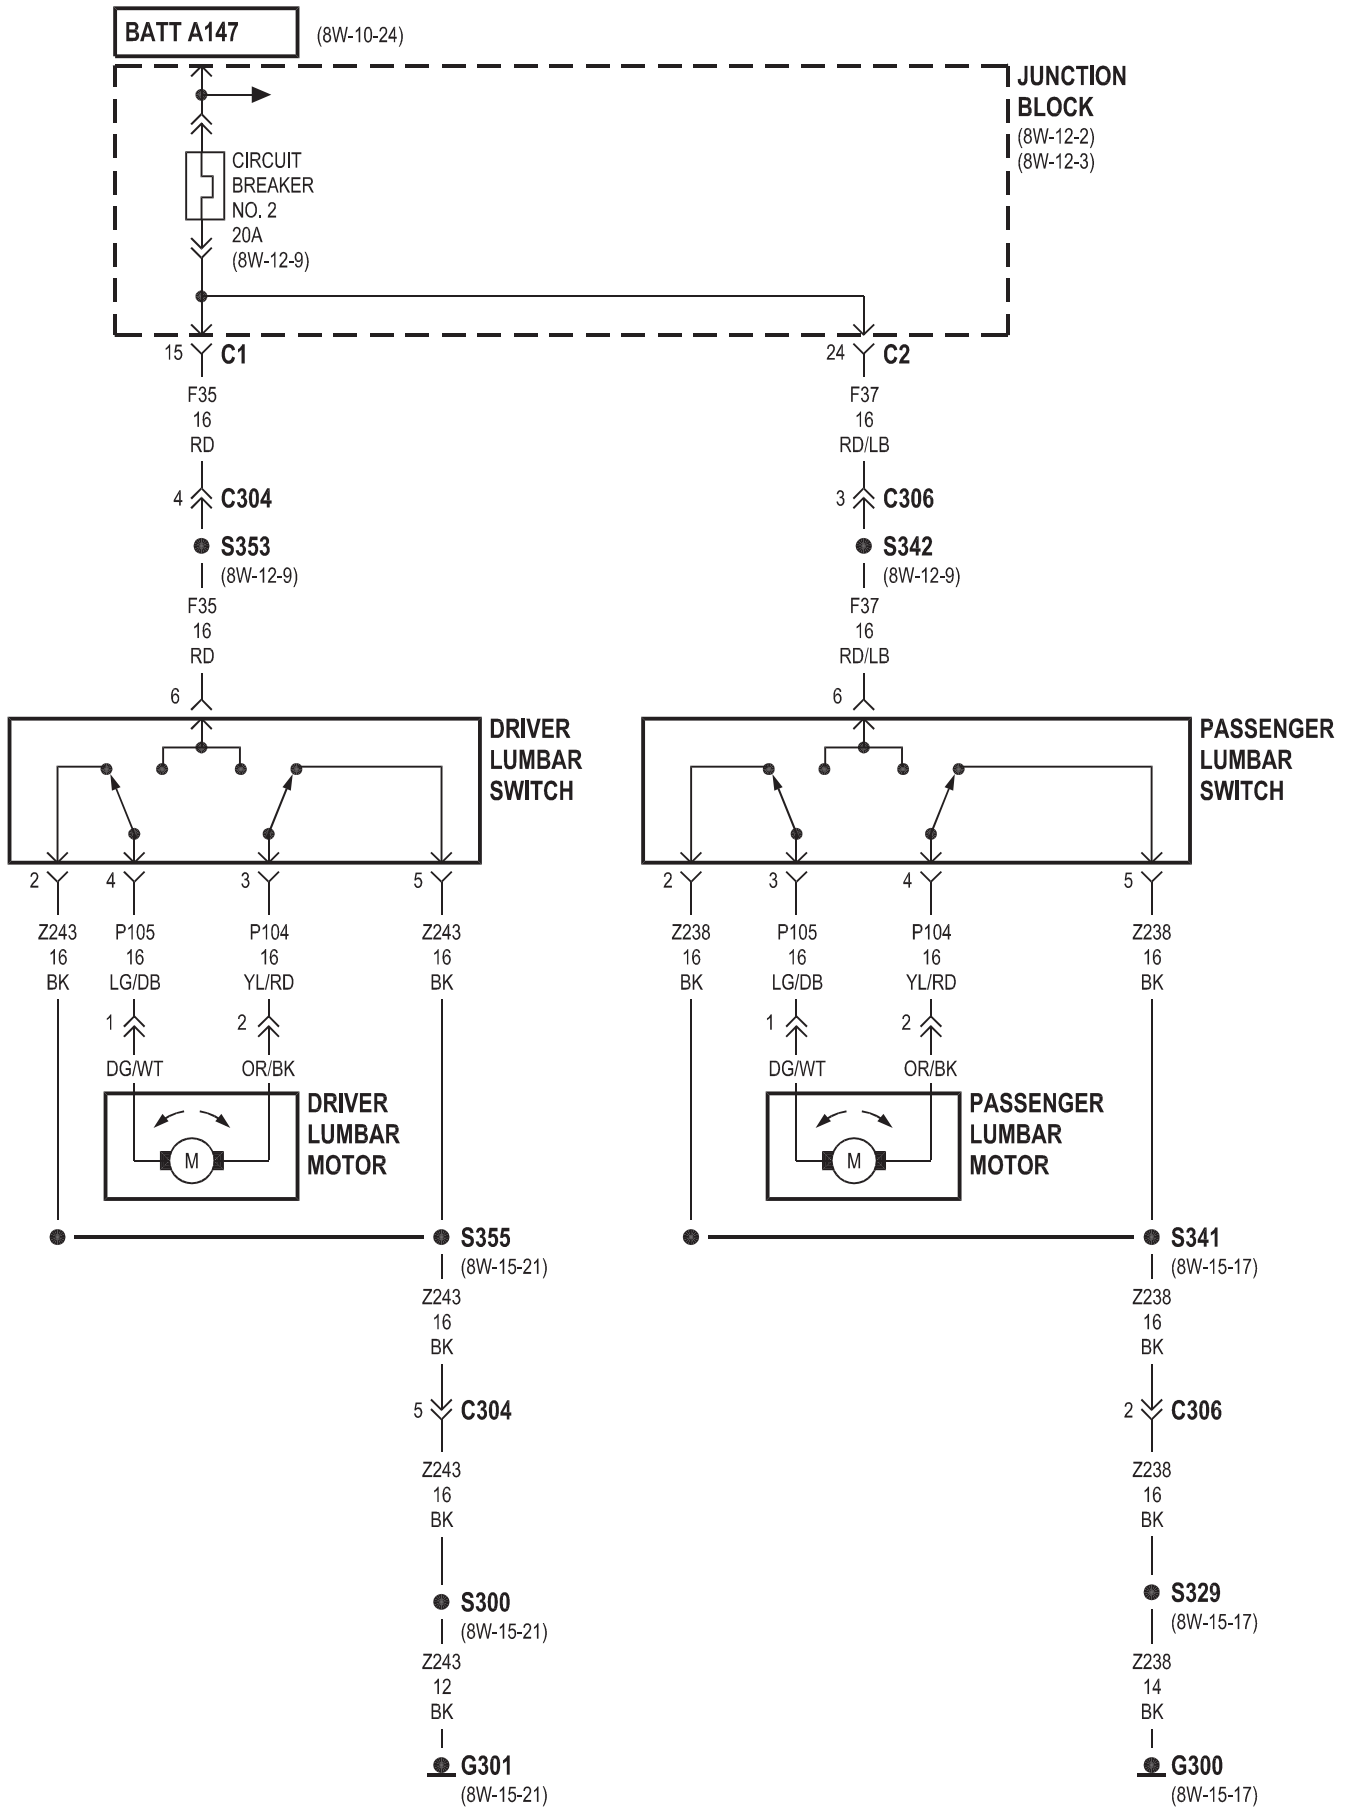 BATT A147 (8W-10-24)
JUNCTION
BLOCK
(8W-12-2)
(8W-12-3)
CIRCUIT
BREAKER
NO. 2
20A
(8W-12-9)
15 C1
24 C2
F35
16
RD
F37
16
RD/LB
4 C304
3 C306
S353
(8W-12-9)
S342
(8W-12-9)
F35
16
RD
F37
16
RD/LB
6
6
DRIVER
LUMBAR
SWITCH
PASSENGER
LUMBAR
SWITCH
2 4 3 5
2 3 4 5
Z243 P105 P104 Z243
16 16 16 16
BK LG/DB YL/RD BK
Z238 P105 P104 Z238
16 16 16 16
BK LG/DB YL/RD BK
1 2
1 2
DG/WT OR/BK
DG/WT OR/BK
DRIVER
LUMBAR
MOTOR
M
PASSENGER
LUMBAR
MOTOR
M
S355
(8W-15-21)
S341
(8W-15-17)
Z243
16
BK
Z238
16
BK
5 C304
2 C306
Z243
16
BK
Z238
16
BK
S300
(8W-15-21)
S329
(8W-15-17)
Z243
12
BK
Z238
14
BK
G301
(8W-15-21)
G300
(8W-15-17)